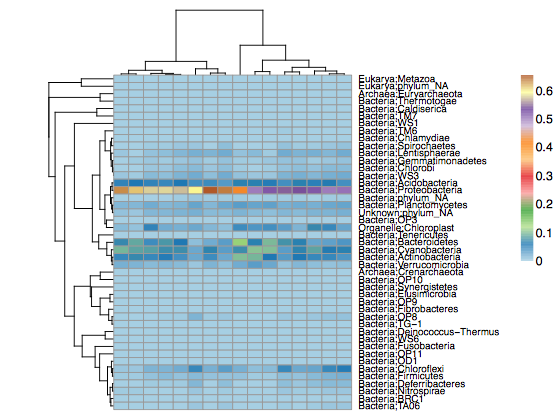 Eukarya;Metazoa
Eukarya;phylum_NA
Archaea;Euryarchaeota
Bacteria;Thermotogae
Bacteria;Caldiserica
Bacteria;TM7
Bacteria;WS1
Bacteria;TM6
Bacteria;Chlamydiae
Bacteria;Spirochaetes
Bacteria;Lentisphaerae
Bacteria;Gemmatimonadetes
Bacteria;Chlorobi
Bacteria;WS3
Bacteria;Acidobacteria
Bacteria;Proteobacteria
Bacteria;phylum_NA
Bacteria;Planctomycetes
Unknown;phylum_NA
Bacteria;OP3
Organelle;Chloroplast
Bacteria;Tenericutes
Bacteria;Bacteroidetes
Bacteria;Cyanobacteria
Bacteria;Actinobacteria
Bacteria;Verrucomicrobia
Archaea;Crenarchaeota
Bacteria;OP10
Bacteria;Synergistetes
Bacteria;Elusimicrobia
Bacteria;OP9
Bacteria;Fibrobacteres
Bacteria;OP8
Bacteria;TG-1
Bacteria;Deinococcus-Thermus
Bacteria;WS6
Bacteria;Fusobacteria
Bacteria;OP11
Bacteria;OD1
Bacteria;Chloroflexi
Bacteria;Firmicutes
Bacteria;Deferribacteres
Bacteria;Nitrospirae
Bacteria;BRC1
Bacteria;TA06
0.6
0.5
0.4
0.3
0.2
0.1
0